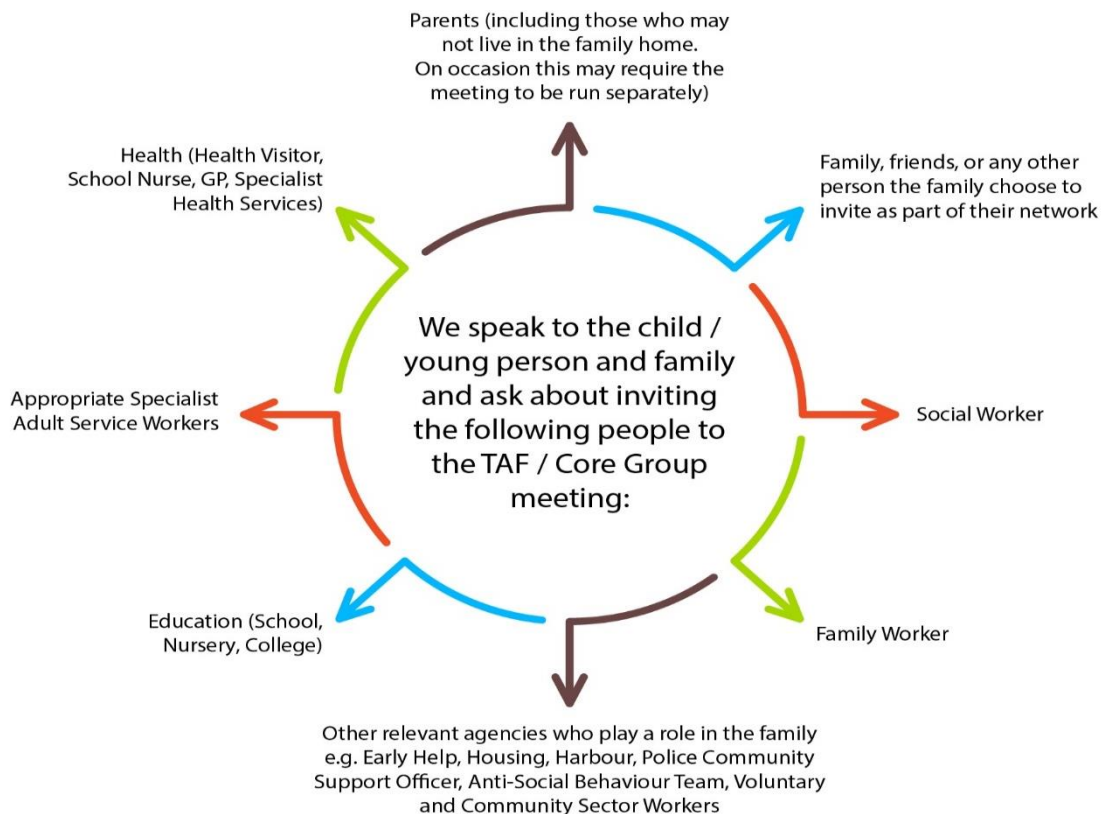 Parents (including those who may
not live in the family home.
On occasion this may require the
meeting to be run separately)
Health (Health Visitor,
School Nurse, GP, Specialist
Health Services)
Family, friends, or any other
person the family choose to
invite as part of their network
We speak to the child /
young person and family
and ask about inviting
the following people to
the TAF / Core Group
meeting:
Appropriate Specialist
Adult Service Workers
Social Worker
Education (School,
Nursery, College)
Family Worker
Other relevant agencies who play a role in the family
e.g. Early Help, Housing, Harbour, Police Community
Support Officer, Anti-Social Behaviour Team, Voluntary
and Community Sector Workers